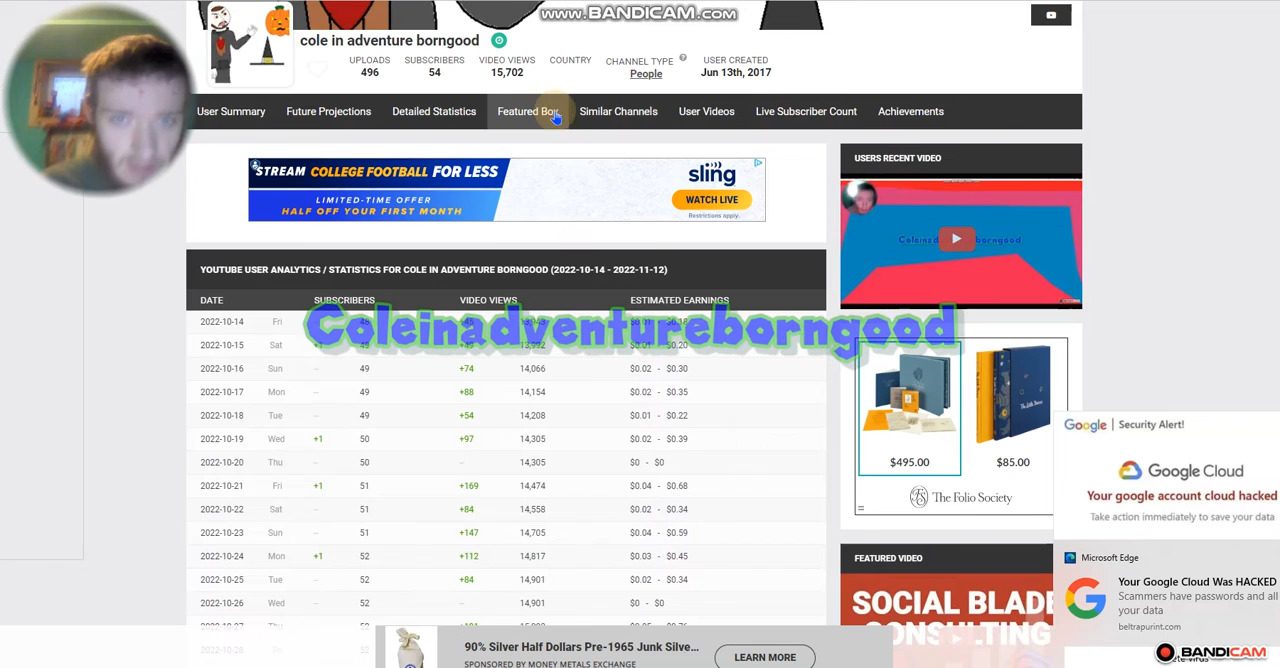 www.BANDICAM.com
cole in adventure borngood
UPLOADS
496
SUBSCRIBERS
54
VIDEO VIEWS
15,702
COUNTRY
CHANNEL TYPE
People
USER CREATED
Jun 13th, 2017
User Summary
Future Projections
Detailed Statistics
Featured Box
Similar Channels
User Videos
Live Subscriber Count
Achievements
STREAM COLLEGE FOOTBALL FOR LESS
LIMITED-TIME OFFER
HALF OFF YOUR FIRST MONTH
sling
WATCH LIVE
Restrictions apply.
USERS RECENT VIDEO
YOUTUBE USER ANALYTICS / STATISTICS FOR COLE IN ADVENTURE BORNGOOD (2022-10-14 - 2022-11-12)
DATE SUBSCRIBERS VIDEO VIEWS ESTIMATED EARNINGS
Coleinadventureborngood
2022-10-14 Fri
2022-10-15 Sat 49 13,992 $0.01 - $0.20
2022-10-16 Sun -- 49 +74 14,066 $0.02 - $0.30
2022-10-17 Mon -- 49 +88 14,154 $0.02 - $0.35
2022-10-18 Tue -- 49 +54 14,208 $0.01 - $0.22
2022-10-19 Wed +1 50 +97 14,305 $0.02 - $0.39
2022-10-20 Thu -- 50 -- 14,305 $0 - $0
2022-10-21 Fri +1 51 +169 14,474 $0.04 - $0.68
2022-10-22 Sat -- 51 +84 14,558 $0.02 - $0.34
2022-10-23 Sun -- 51 +147 14,705 $0.04 - $0.59
2022-10-24 Mon +1 52 +112 14,817 $0.03 - $0.45
2022-10-25 Tue -- 52 +84 14,901 $0.02 - $0.34
2022-10-26 Wed -- 52 -- 14,901 $0 - $0
2022-10-28
$495.00
$85.00
The Folio Society
FEATURED VIDEO
SOCIAL BLADE
CONSULTING
Google | Security Alert!
Google Cloud
Your google account cloud hacked
Take action immediately to save your data
Microsoft Edge
Your Google Cloud Was HACKED
Scammers have passwords and all
your data
beltrapurint.com
90% Silver Half Dollars Pre-1965 Junk Silve...
SPONSORED BY MONEY METALS EXCHANGE
LEARN MORE
BANDICAM